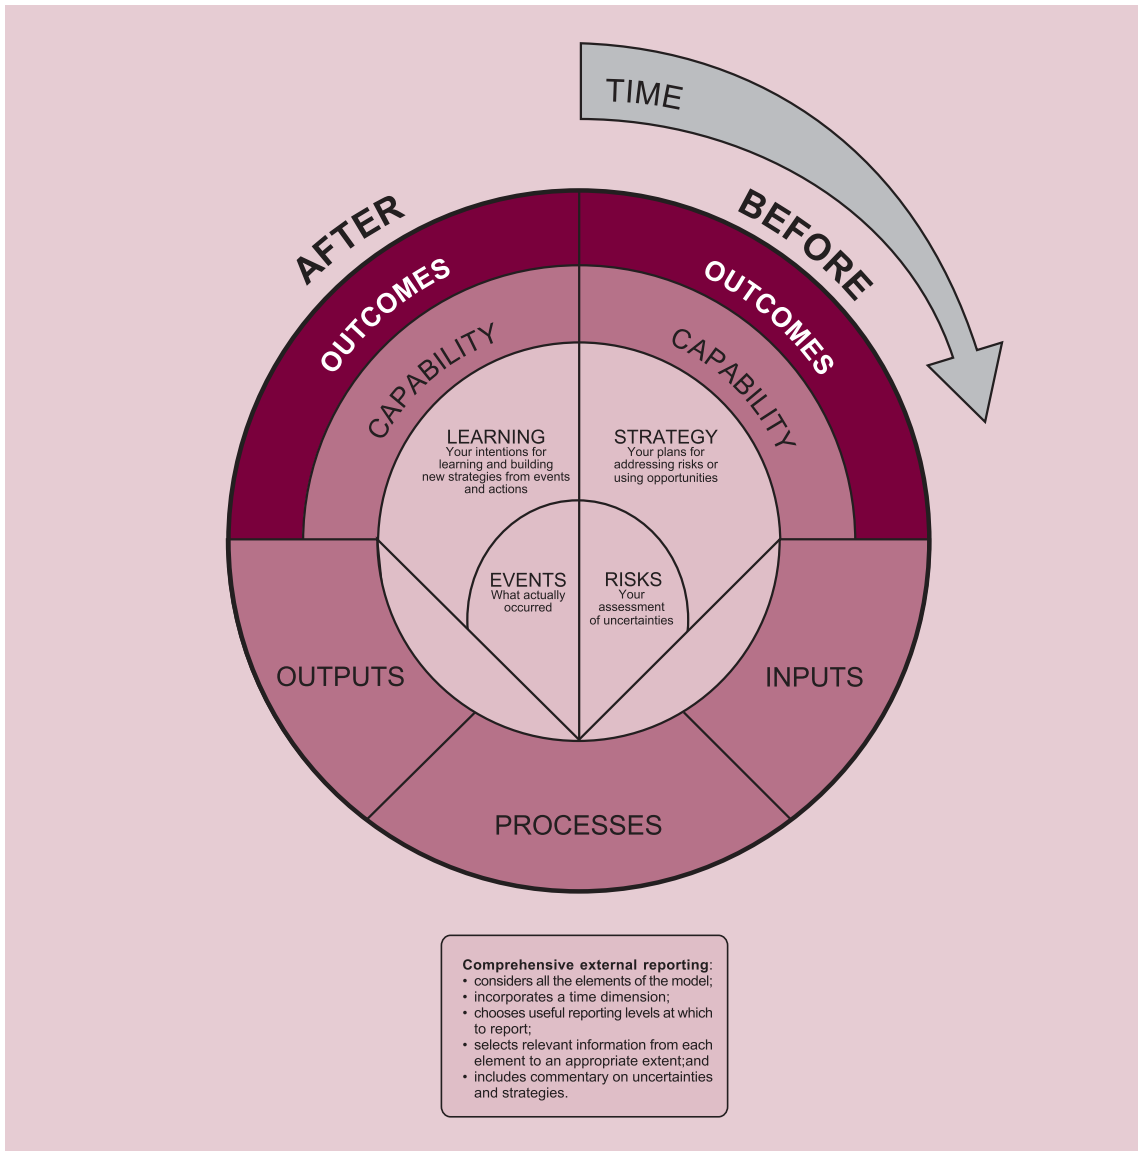 TIME
AFTER
BEFORE
OUTCOMES
OUTCOMES
CAPABILITY
CAPABILITY
LEARNING
Your intentions for
learning and building
new strategies from events
and actions
STRATEGY
Your plans for
addressing risks or
using opportunities
EVENTS
What actually
occurred
RISKS
Your
assessment
of uncertainties
OUTPUTS
INPUTS
PROCESSES
Comprehensive external reporting:
• considers all the elements of the model;
• incorporates a time dimension;
• chooses useful reporting levels at which
to report;
• selects relevant information from each
element to an appropriate extent;and
• includes commentary on uncertainties
and strategies.